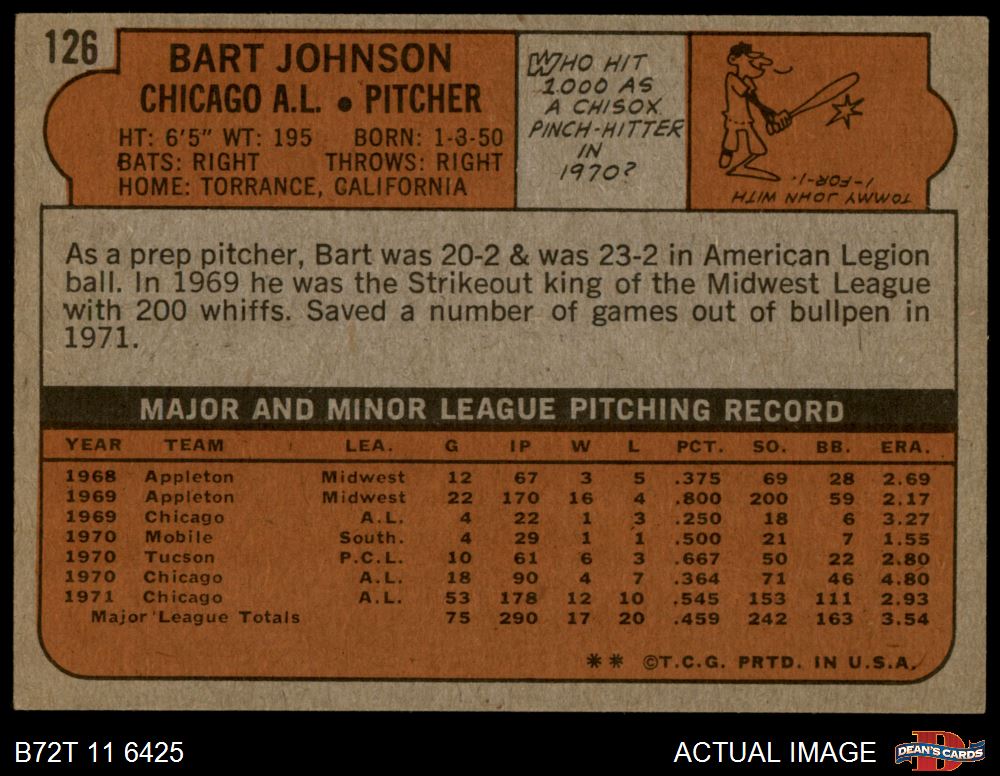 126
BART JOHNSON
CHICAGO A.L. • PITCHER
HT: 6'5" WT: 195 BORN: 1-3-50
BATS: RIGHT THROWS: RIGHT
HOME: TORRANCE, CALIFORNIA
WHO HIT
1.000 AS
A CHISOX
PINCH-HITTER
IN
1970?
TOMMY JOHN WITH
1-FOR-1.
As a prep pitcher, Bart was 20-2 & was 23-2 in American Legion
ball. In 1969 he was the Strikeout king of the Midwest League
with 200 whiffs. Saved a number of games out of bullpen in
1971.
MAJOR AND MINOR LEAGUE PITCHING RECORD
YEAR TEAM LEA. G IP W L PCT. SO. BB. ERA.
1968 Appleton Midwest 12 67 3 5 .375 69 28 2.69
1969 Appleton Midwest 22 170 16 4 .800 200 59 2.17
1969 Chicago A.L. 4 22 1 3 .250 18 6 3.27
1970 Mobile South. 4 29 1 1 .500 21 7 1.55
1970 Tucson P.C.L. 10 61 6 3 .667 50 22 2.80
1970 Chicago A.L. 18 90 4 7 .364 71 46 4.80
1971 Chicago A.L. 53 178 12 10 .545 153 111 2.93
Major League Totals 75 290 17 20 .459 242 163 3.54
** ©T.C.G. PRTD. IN U.S.A.
B72T 11 6425
ACTUAL IMAGE
DEAN'S CARDS